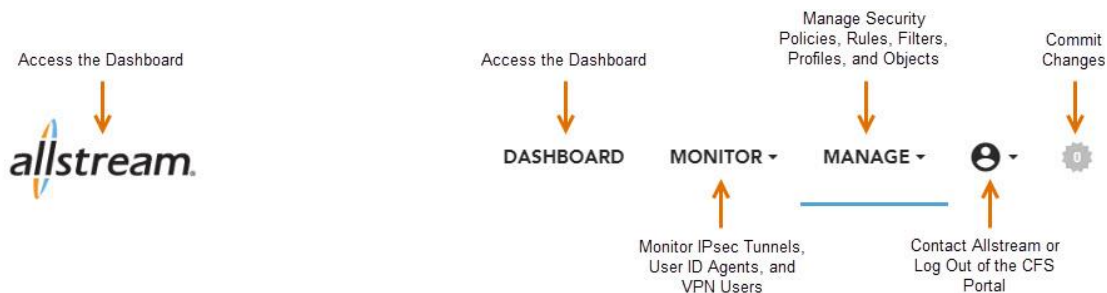 Manage Security
Policies, Rules, Filters,
Profiles, and Objects
Commit
Changes
Access the Dashboard
Access the Dashboard
allstream.
DASHBOARD
MONITOR
MANAGE
0
Monitor IPsec Tunnels,
User ID Agents, and
VPN Users
Contact Allstream or
Log Out of the CFS
Portal